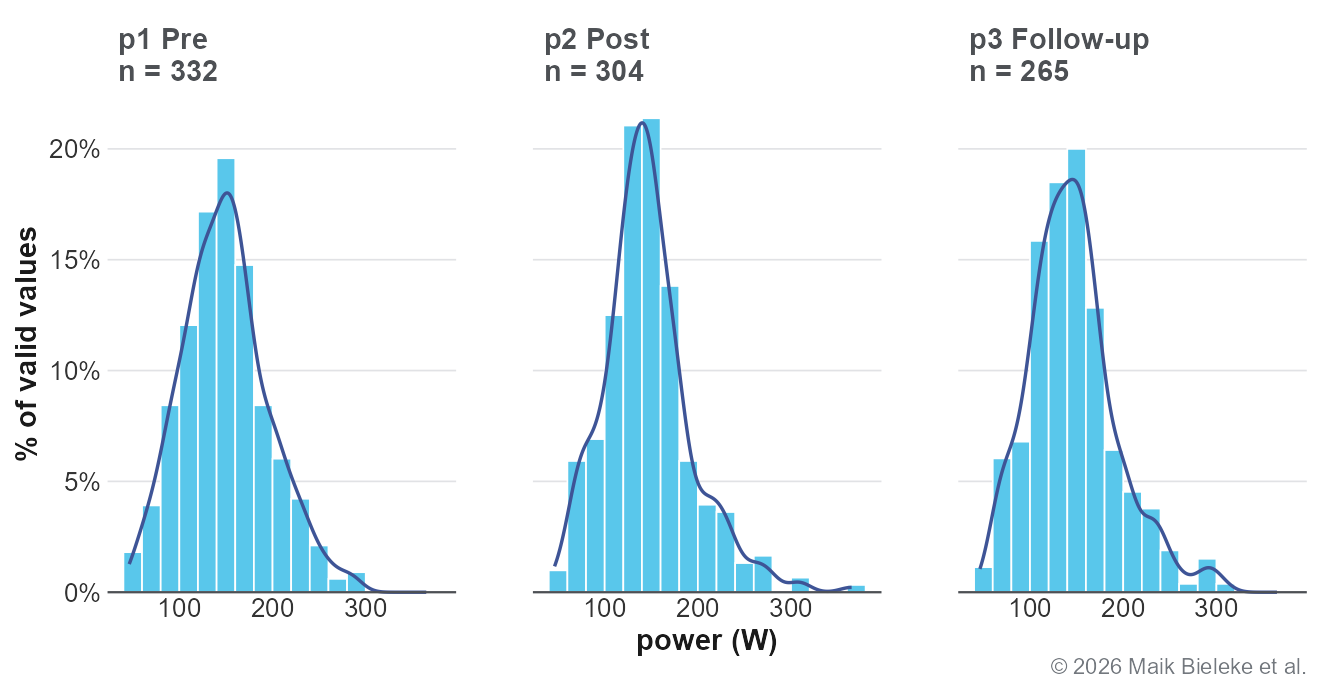 p1 Pre
n = 332
p2 Post
n = 304
p3 Follow-up
n = 265
% of valid values
20%
15%
10%
5%
0%
100 200 300
100 200 300
100 200 300
power (W)
© 2026 Maik Bieleke et al.